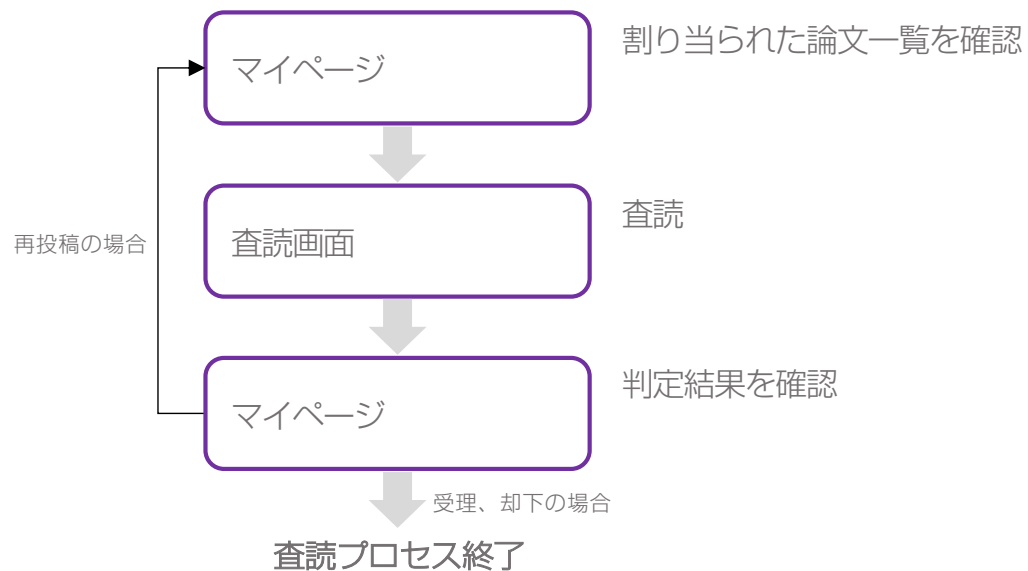 マイページ
割り当られた論文一覧を確認
査読画面
査読
再投稿の場合
マイページ
判定結果を確認
受理、却下の場合
査読プロセス終了